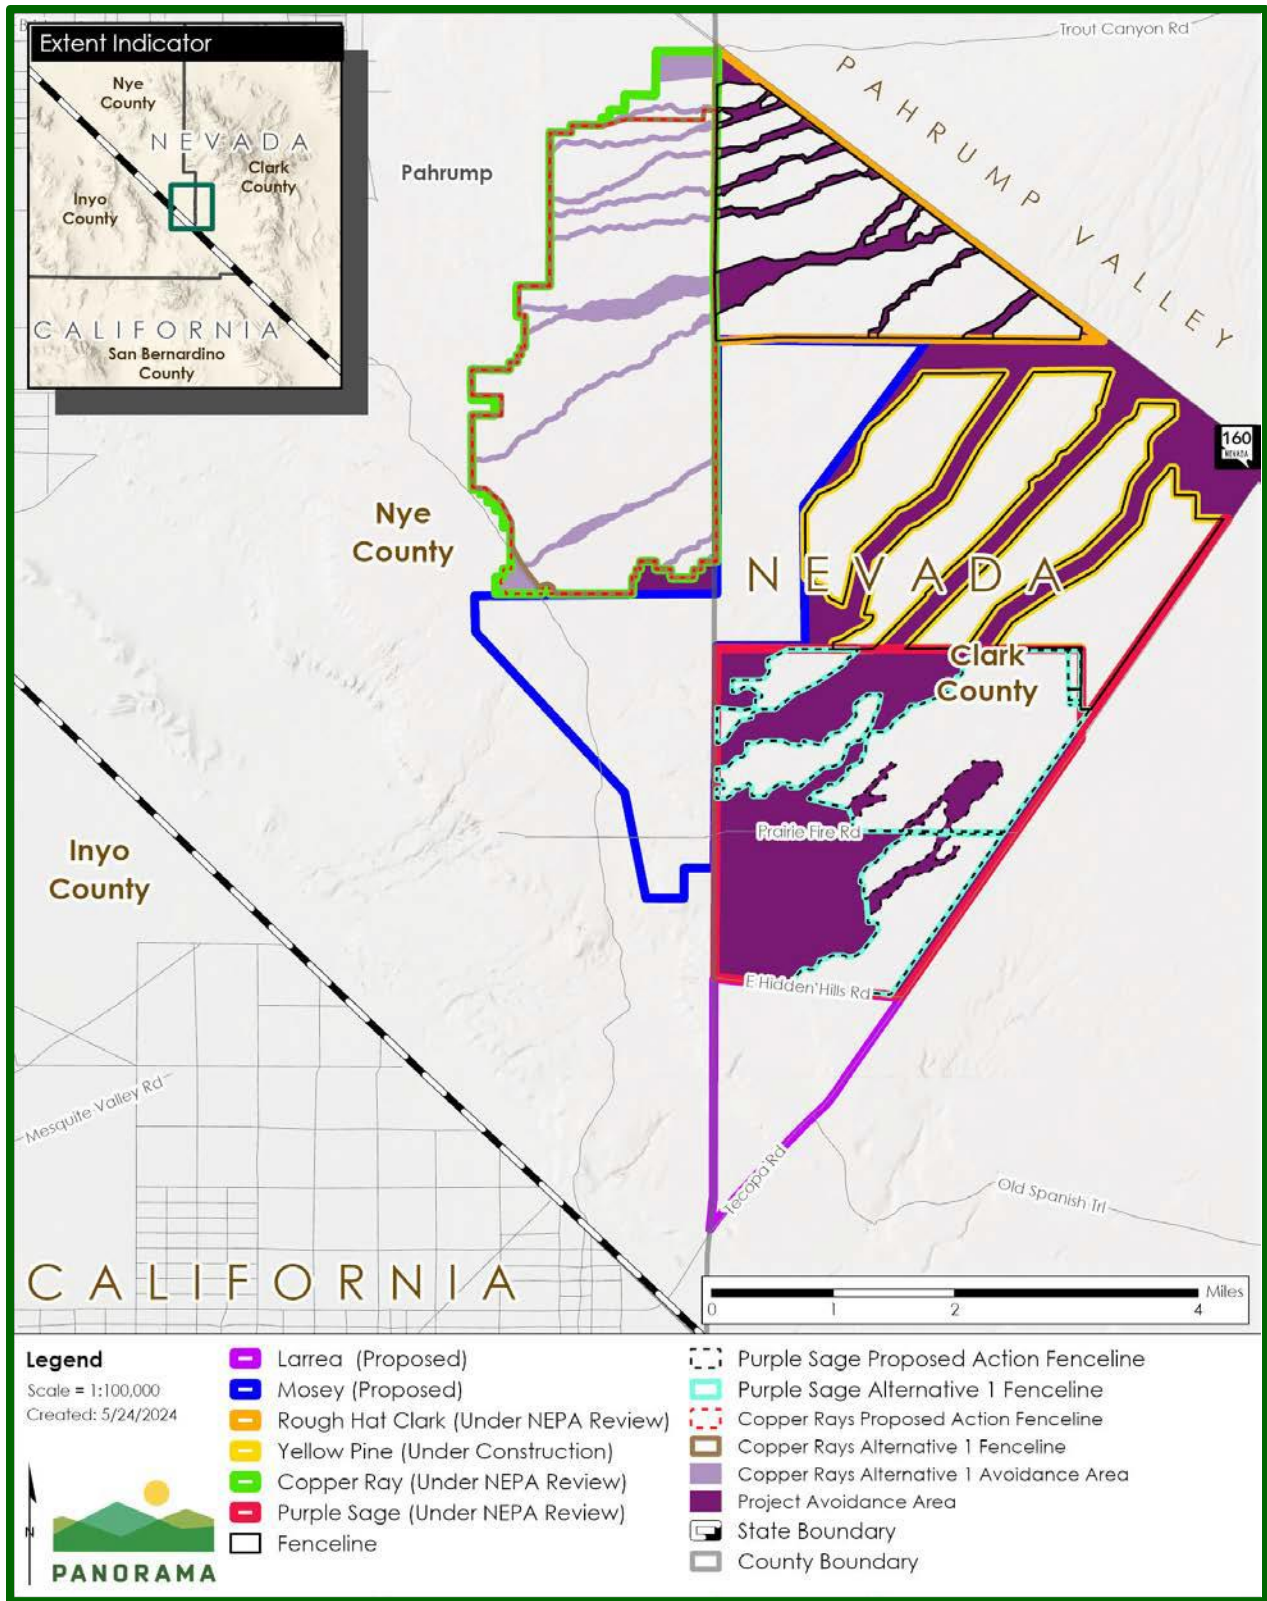 Extent Indicator
Nye
County
NEVADA
Clark
County
Inyo
County
CALIFORNIA
San Bernardino
County
Trout Canyon Rd
PAHRUMP VALLEY
Pahrump
160
NEVADA
Nye
County
NEVADA
Clark
County
Prairie Fire Rd
Inyo
County
E Hidden Hills Rd
Mesquite Valley Rd
Tecopa Rd
Old Spanish Trl
CALIFORNIA
Miles
0 1 2 4
Legend
Scale = 1:100,000
Created: 5/24/2024
N
PANORAMA
Larrea (Proposed)
Mosey (Proposed)
Rough Hat Clark (Under NEPA Review)
Yellow Pine (Under Construction)
Copper Ray (Under NEPA Review)
Purple Sage (Under NEPA Review)
Fenceline
Purple Sage Proposed Action Fenceline
Purple Sage Alternative 1 Fenceline
Copper Rays Proposed Action Fenceline
Copper Rays Alternative 1 Fenceline
Copper Rays Alternative 1 Avoidance Area
Project Avoidance Area
State Boundary
County Boundary